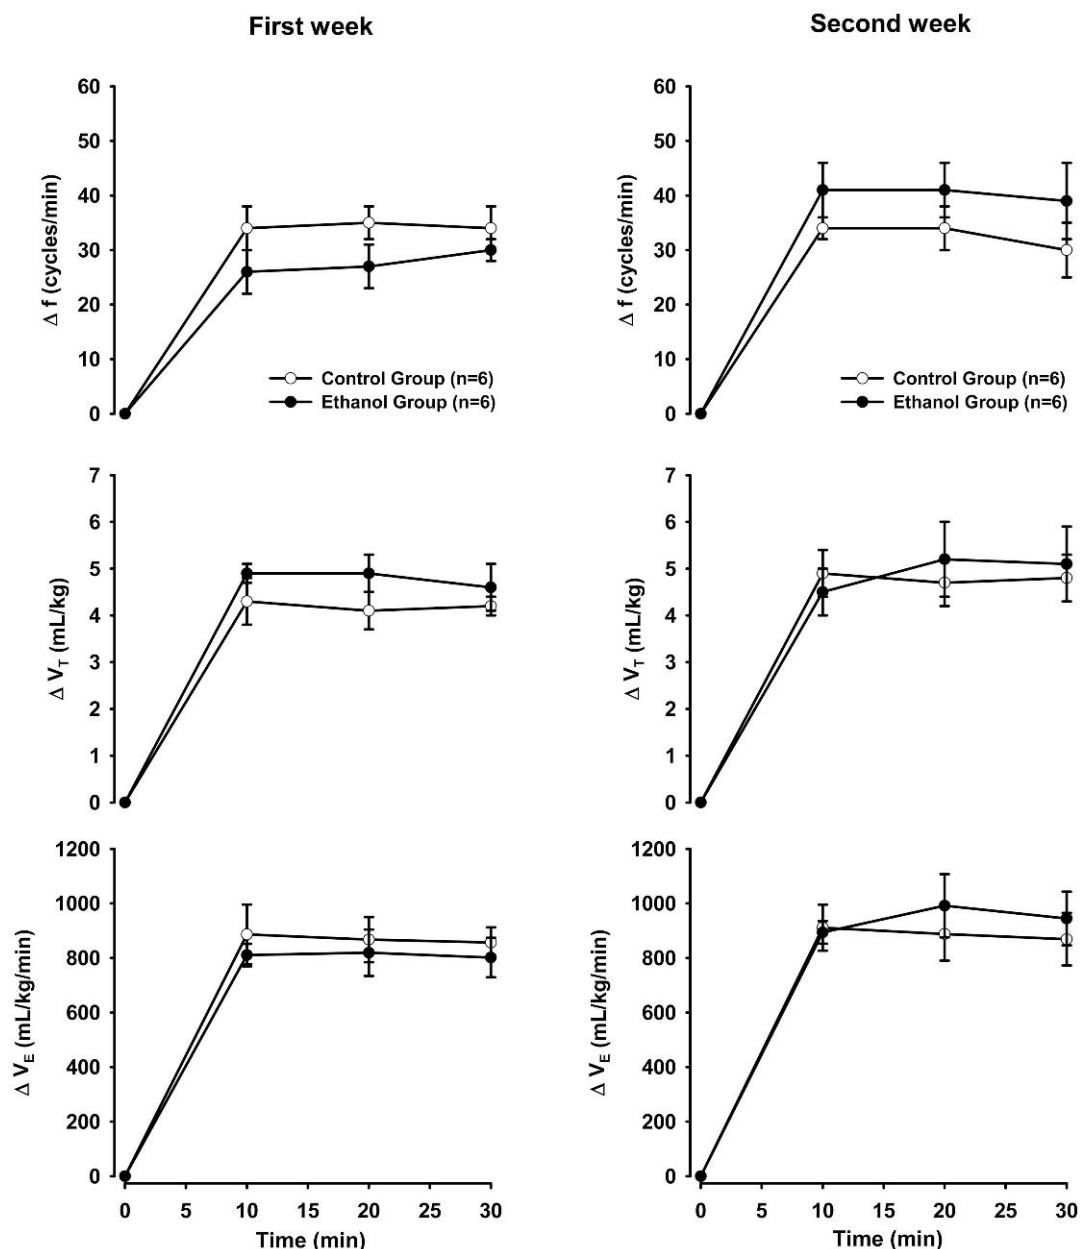 First week
Second week
Δ f (cycles/min)
60
50
40
30
20
10
0
Control Group (n=6)
Ethanol Group (n=6)
Δ f (cycles/min)
60
50
40
30
20
10
0
Control Group (n=6)
Ethanol Group (n=6)
Δ VT (mL/kg)
7
6
5
4
3
2
1
0
Δ VT (mL/kg)
7
6
5
4
3
2
1
0
Δ VE (mL/kg/min)
1200
1000
800
600
400
200
0
0 5 10 15 20 25 30
Time (min)
Δ VE (mL/kg/min)
1200
1000
800
600
400
200
0
0 5 10 15 20 25 30
Time (min)